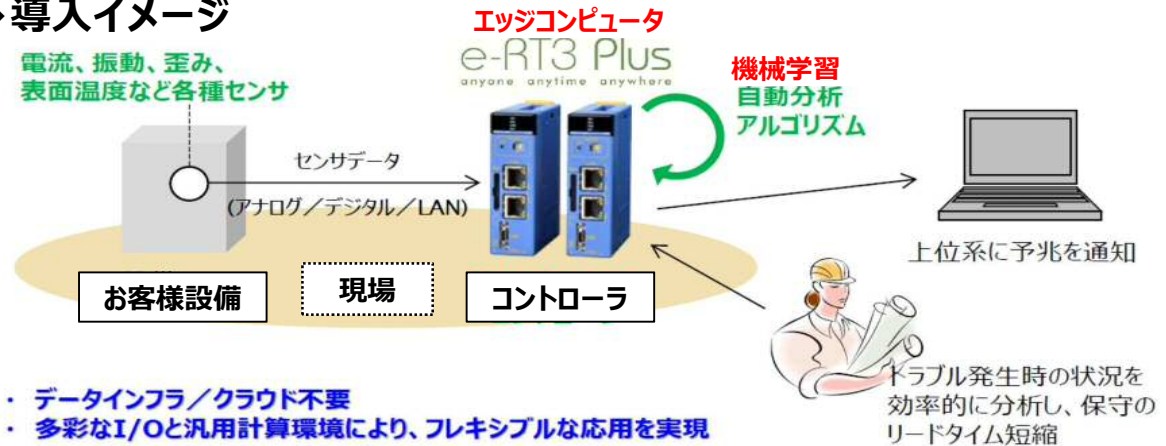 導入イメージ
エッジコンピュータ
電流、振動、歪み、
表面温度など各種センサ
e-RT3 Plus
anyone anytime anywhere
機械学習
自動分析
アルゴリズム
センサデータ
(アナログ／デジタル／LAN)
お客様設備
現場
コントローラ
上位系に予兆を通知
トラブル発生時の状況を
効率的に分析し、保守の
リードタイム短縮
・ データインフラ／クラウド不要
・ 多彩なI/Oと汎用計算環境により、フレキシブルな応用を実現